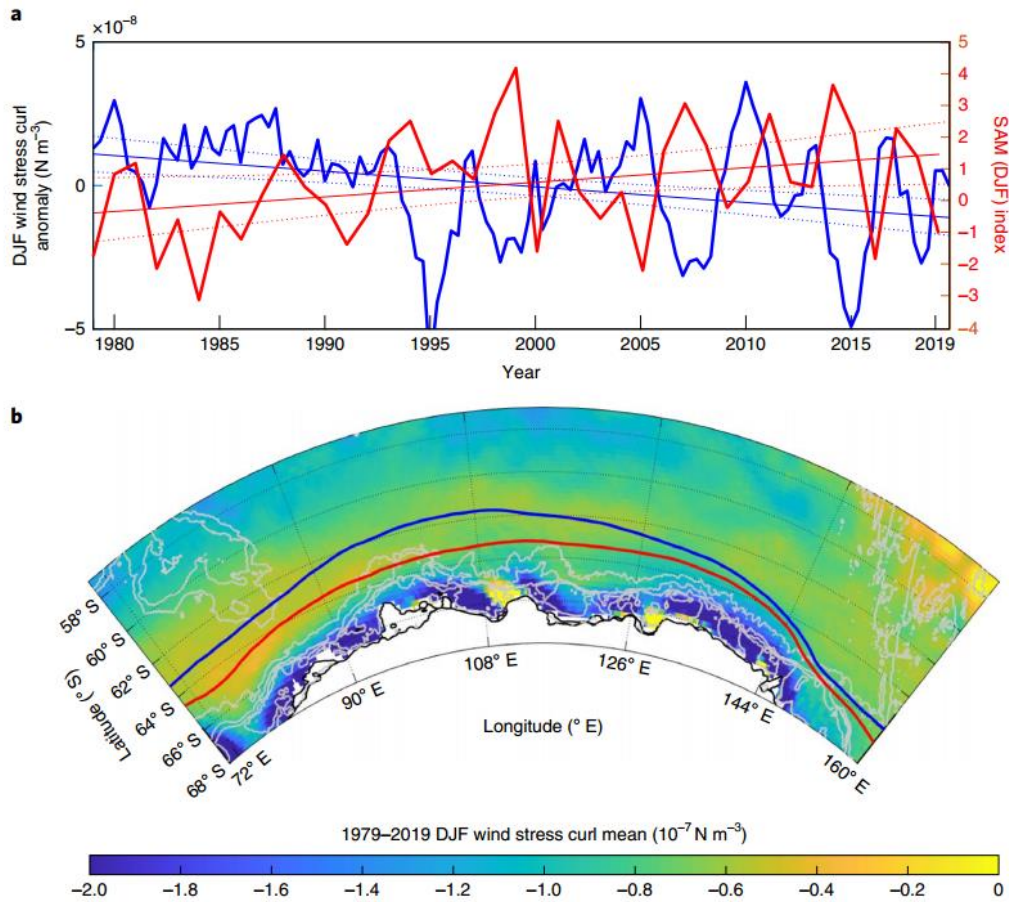 a
×10⁻⁸
5
0
−5
DJF wind stress curl
anomaly (N m⁻³)
5
4
3
2
1
0
−1
−2
−3
−4
SAM (DJF) index
1980 1985 1990 1995 2000 2005 2010 2015 2019
Year
b
58° S
60° S
62° S
64° S
66° S
68° S
Latitude (° S)
72° E
90° E
108° E
126° E
144° E
160° E
Longitude (° E)
1979–2019 DJF wind stress curl mean (10⁻⁷ N m⁻³)
−2.0 −1.8 −1.6 −1.4 −1.2 −1.0 −0.8 −0.6 −0.4 −0.2 0